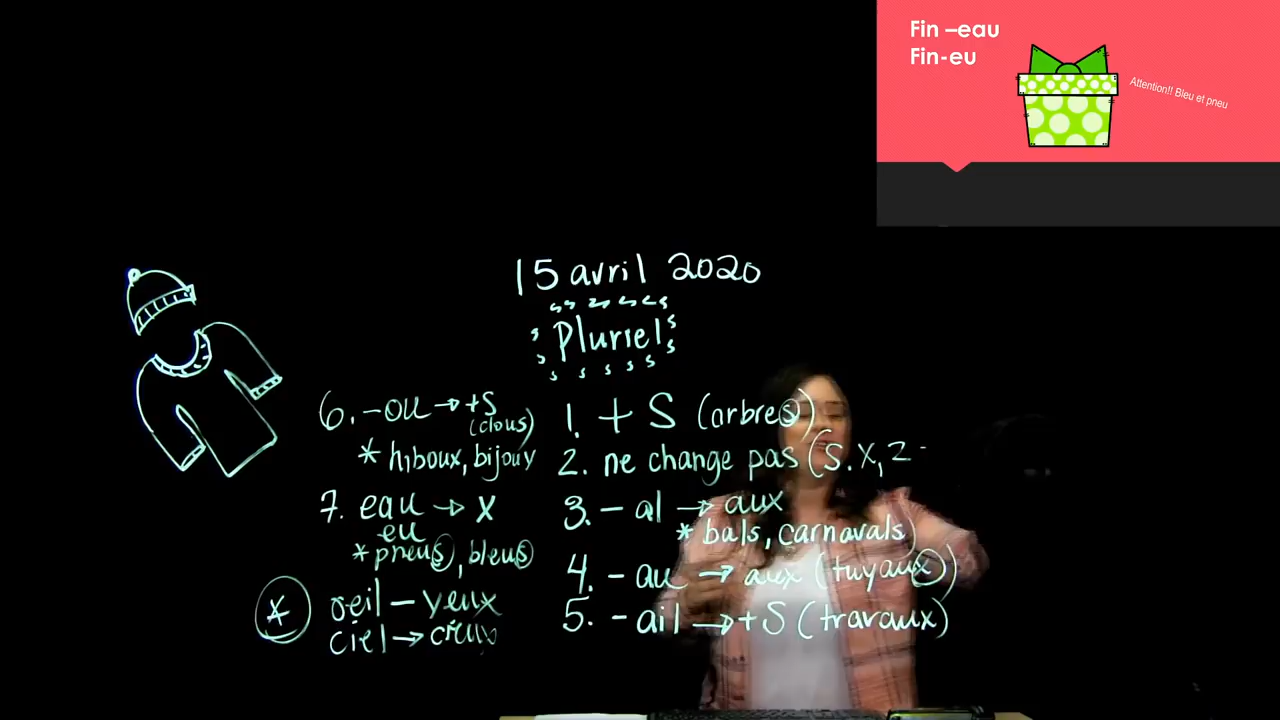 Fin –eau
Fin-eu
Attention!! Bleu et pneu
15 avril 2020
Pluriel
1. + S (arbres)
2. ne change pas (S. X, Z -
3. - al → aux
* bals, carnavals
4. - au → aux (tuyaux)
5. - ail → +S (travaux)
6. -ou → +S
(clous)
* hiboux, bijoux
7. eau → x
eu
* pneus, bleus
* oeil – yeux
ciel → cieux